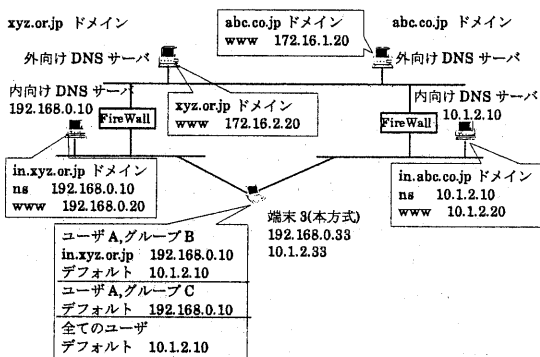 xyz.or.jp ドメイン
abc.co.jp ドメイン
www 172.16.1.20
abc.co.jp ドメイン
外向け DNS サーバ
外向け DNS サーバ
内向け DNS サーバ
192.168.0.10
FireWall
xyz.or.jp ドメイン
www 172.16.2.20
内向け DNS サーバ
10.1.2.10
FireWall
in.xyz.or.jp ドメイン
ns 192.168.0.10
www 192.168.0.20
in.abc.co.jp ドメイン
ns 10.1.2.10
www 10.1.2.20
端末 3(本方式)
192.168.0.33
10.1.2.33
ユーザ A,グループ B
in.xyz.or.jp 192.168.0.10
デフォルト 10.1.2.10
ユーザ A,グループ C
デフォルト 192.168.0.10
全てのユーザ
デフォルト 10.1.2.10